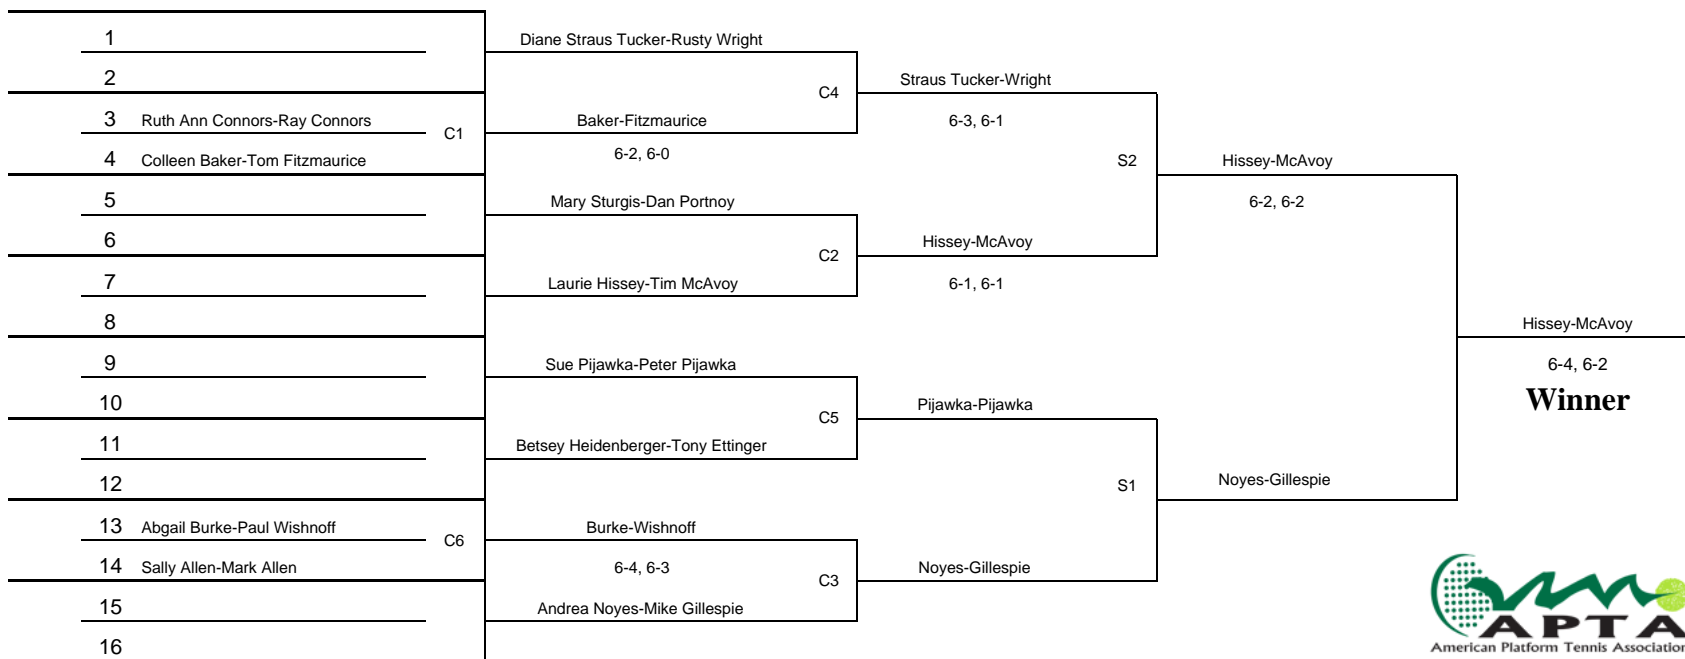 1
Diane Straus Tucker-Rusty Wright
2
C4
Straus Tucker-Wright
3 Ruth Ann Connors-Ray Connors
C1
Baker-Fitzmaurice
6-3, 6-1
4 Colleen Baker-Tom Fitzmaurice
6-2, 6-0
S2
Hissey-McAvoy
5
Mary Sturgis-Dan Portnoy
6-2, 6-2
6
C2
Hissey-McAvoy
7
Laurie Hissey-Tim McAvoy
6-1, 6-1
8
Hissey-McAvoy
9
Sue Pijawka-Peter Pijawka
6-4, 6-2
10
C5
Pijawka-Pijawka
Winner
11
Betsey Heidenberger-Tony Ettinger
12
S1
Noyes-Gillespie
13 Abgail Burke-Paul Wishnoff
C6
Burke-Wishnoff
14 Sally Allen-Mark Allen
6-4, 6-3
C3
Noyes-Gillespie
15
Andrea Noyes-Mike Gillespie
16
APTA
American Platform Tennis Association